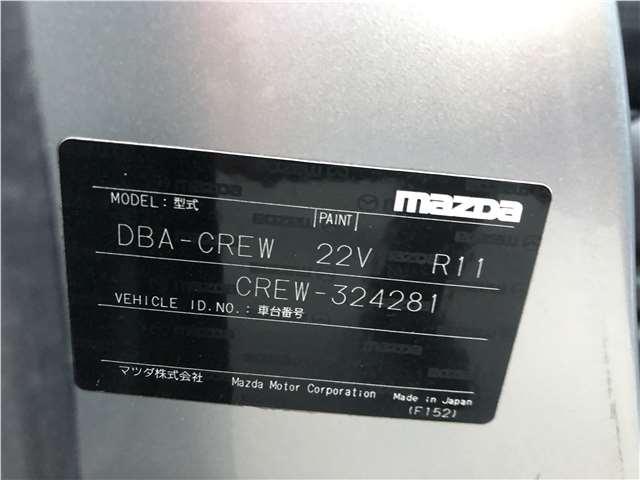 mazda
MODEL:型式 PAINT
DBA-CREW 22V R11
CREW-324281
VEHICLE ID.NO.:車台番号
マツダ株式会社 Mazda Motor Corporation Made in Japan
(F152)